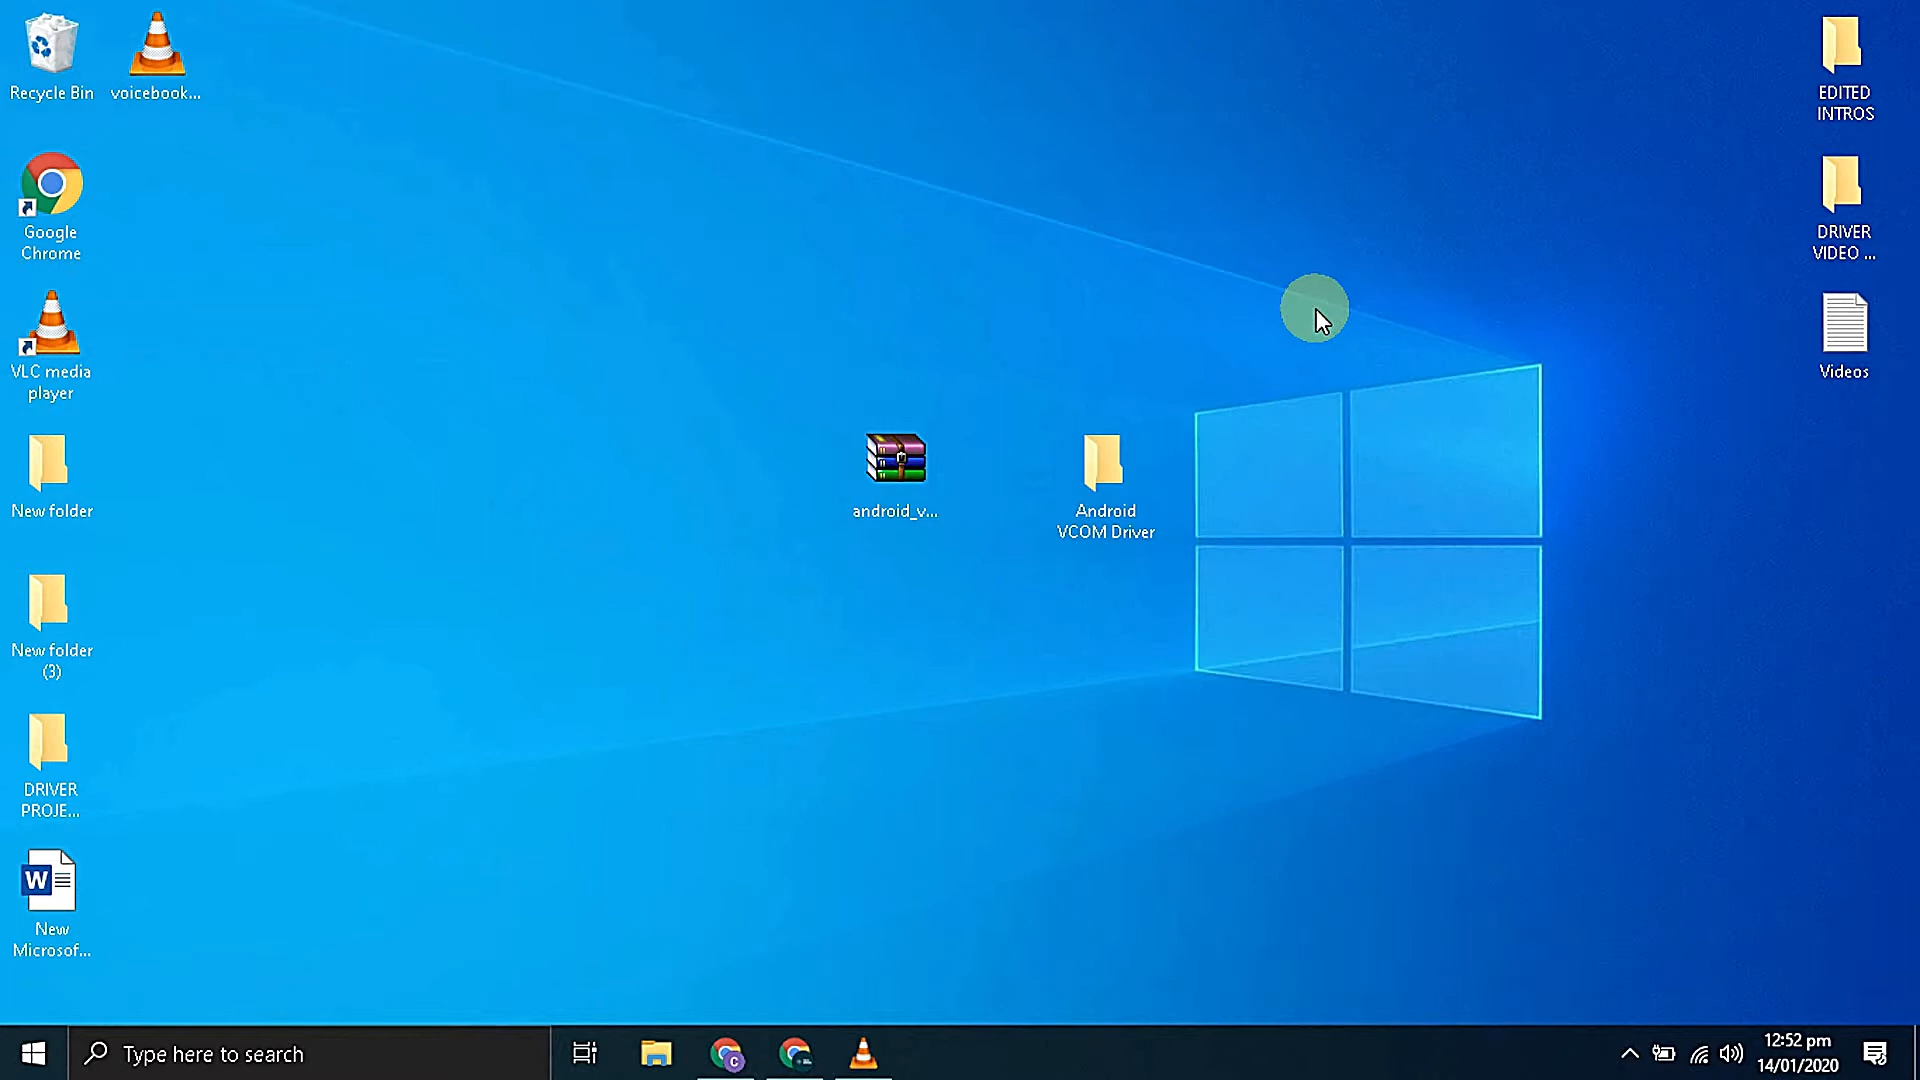 Recycle Bin
voicebook...
Google
Chrome
VLC media
player
New folder
New folder
(3)
DRIVER
PROJE...
W
New
Microsof...
android_v...
Android
VCOM Driver
EDITED
INTROS
DRIVER
VIDEO ...
Videos
Type here to search
C
12:52 pm
14/01/2020